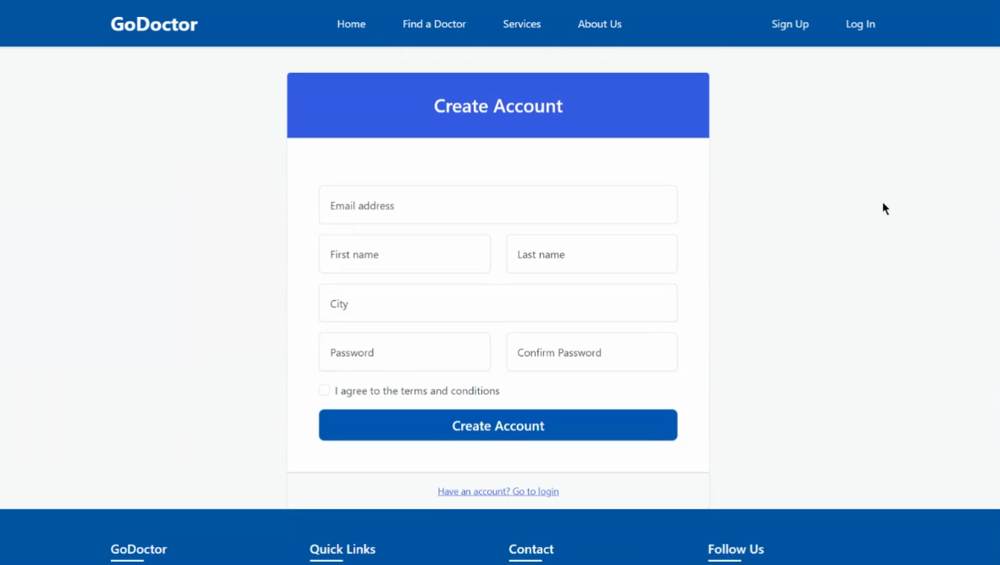 GoDoctor Home Find a Doctor Services About Us Sign Up Log In
Create Account
Email address
First name Last name
City
Password Confirm Password
I agree to the terms and conditions
Create Account
Have an account? Go to login
GoDoctor Quick Links Contact Follow Us